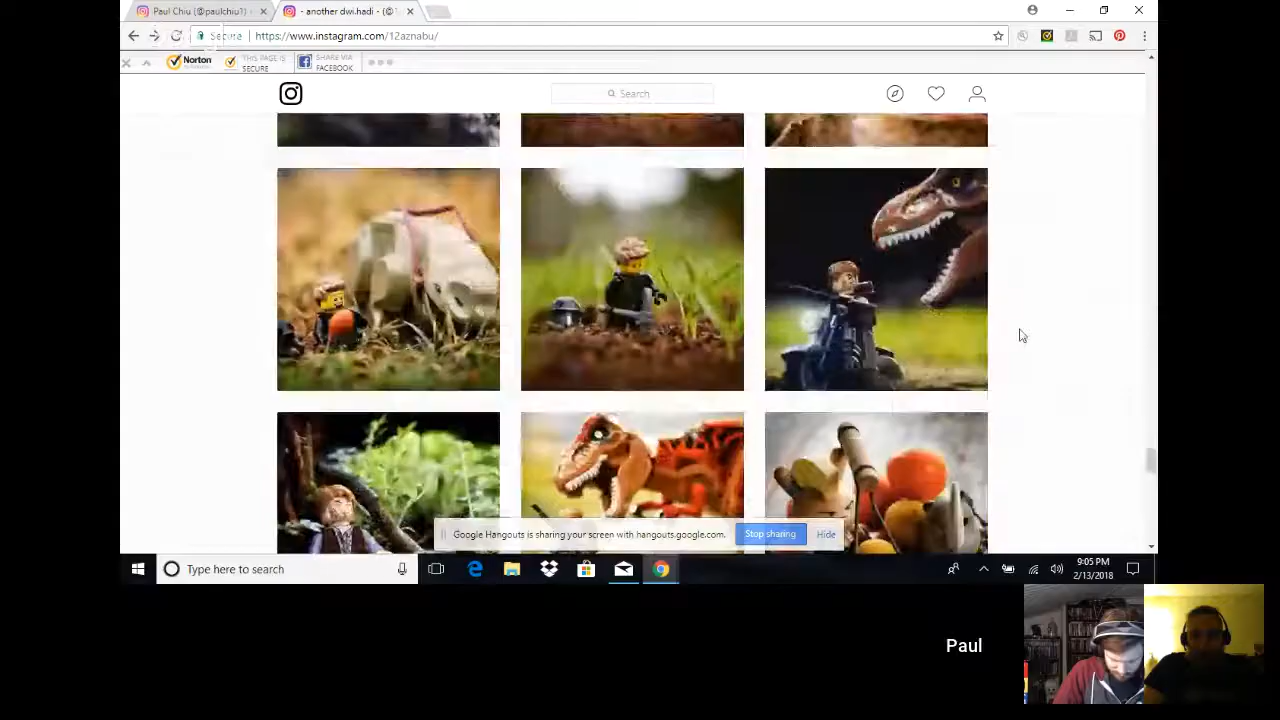 Paul Chiu (@paulchiu1)
- another dwi.hadi - (@1
Secure
https://www.instagram.com/12aznabu/
Norton
THIS PAGE IS
SECURE
SHARE VIA
FACEBOOK
Search
Google Hangouts is sharing your screen with hangouts.google.com.
Stop sharing
Hide
Type here to search
9:05 PM
2/13/2018
Paul